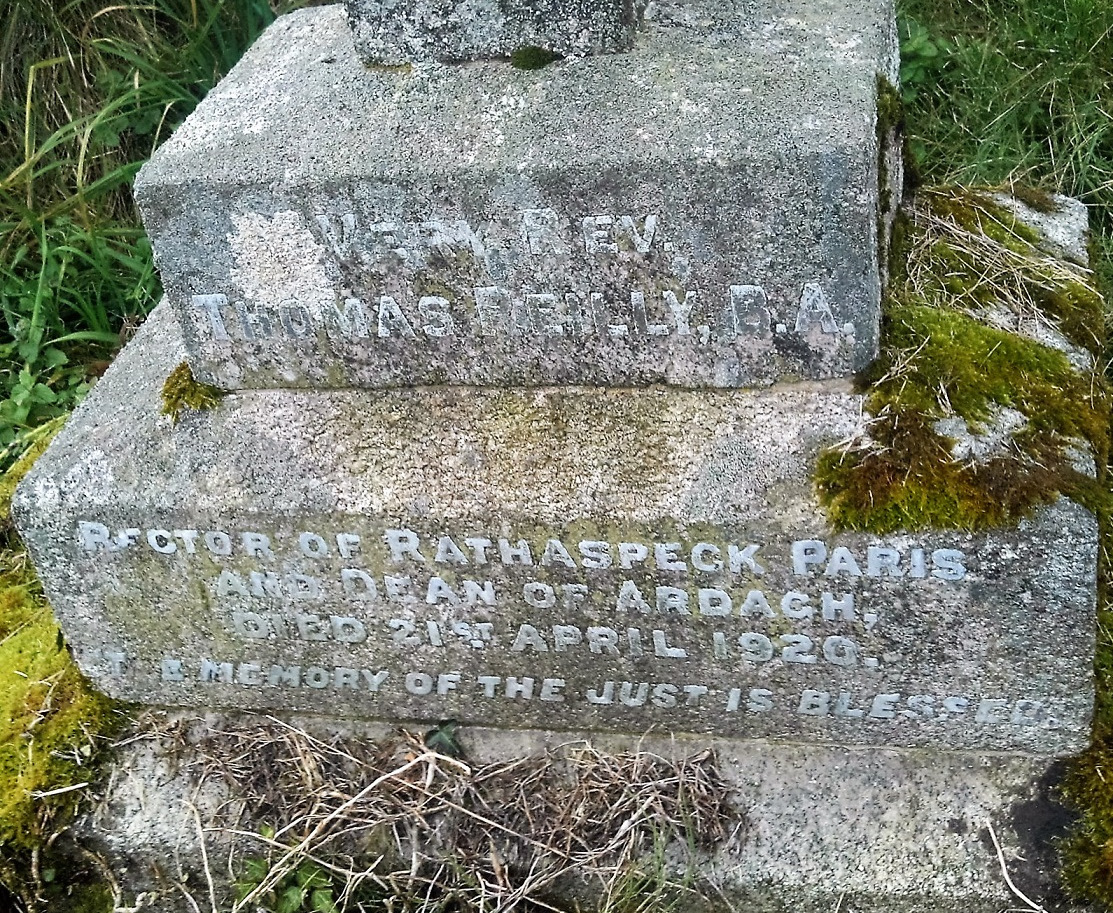 VERY REV.
THOMAS REILLY, B.A.
RECTOR OF RATHASPECK PARIS
AND DEAN OF ARDAGH,
DIED 21ST APRIL 1920.
T E MEMORY OF THE JUST IS BLESSED.